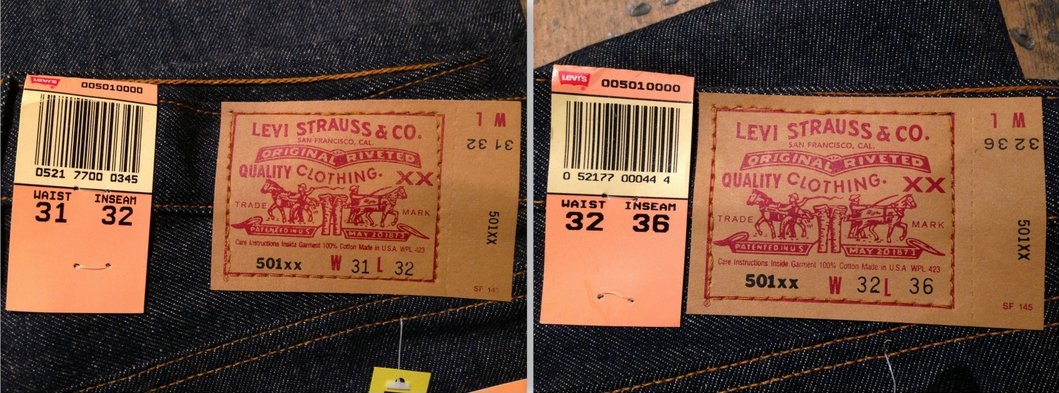 LEVI'S
005010000
0521 7700 0345
WAIST INSEAM
31 32
LEVI STRAUSS & CO.
SAN FRANCISCO, CAL.
ORIGINAL RIVETED
QUALITY CLOTHING. XX
TRADE MARK
PATENTED IN U.S. MAY 20 1873
Care Instructions Inside Garment 100% Cotton Made in U.S.A. WPL 423
501xx W 31 L 32
W L
31 32
501XX
SF
LEVI'S
005010000
0 52177 00044 4
WAIST INSEAM
32 36
LEVI STRAUSS & CO.
SAN FRANCISCO, CAL.
ORIGINAL RIVETED
QUALITY CLOTHING. XX
TRADE MARK
PATENTED IN U.S. MAY 20 1873
Care Instructions Inside Garment 100% Cotton Made in U.S.A. WPL 423
501xx W 32 L 36
W L
32 36
501XX
SF 145